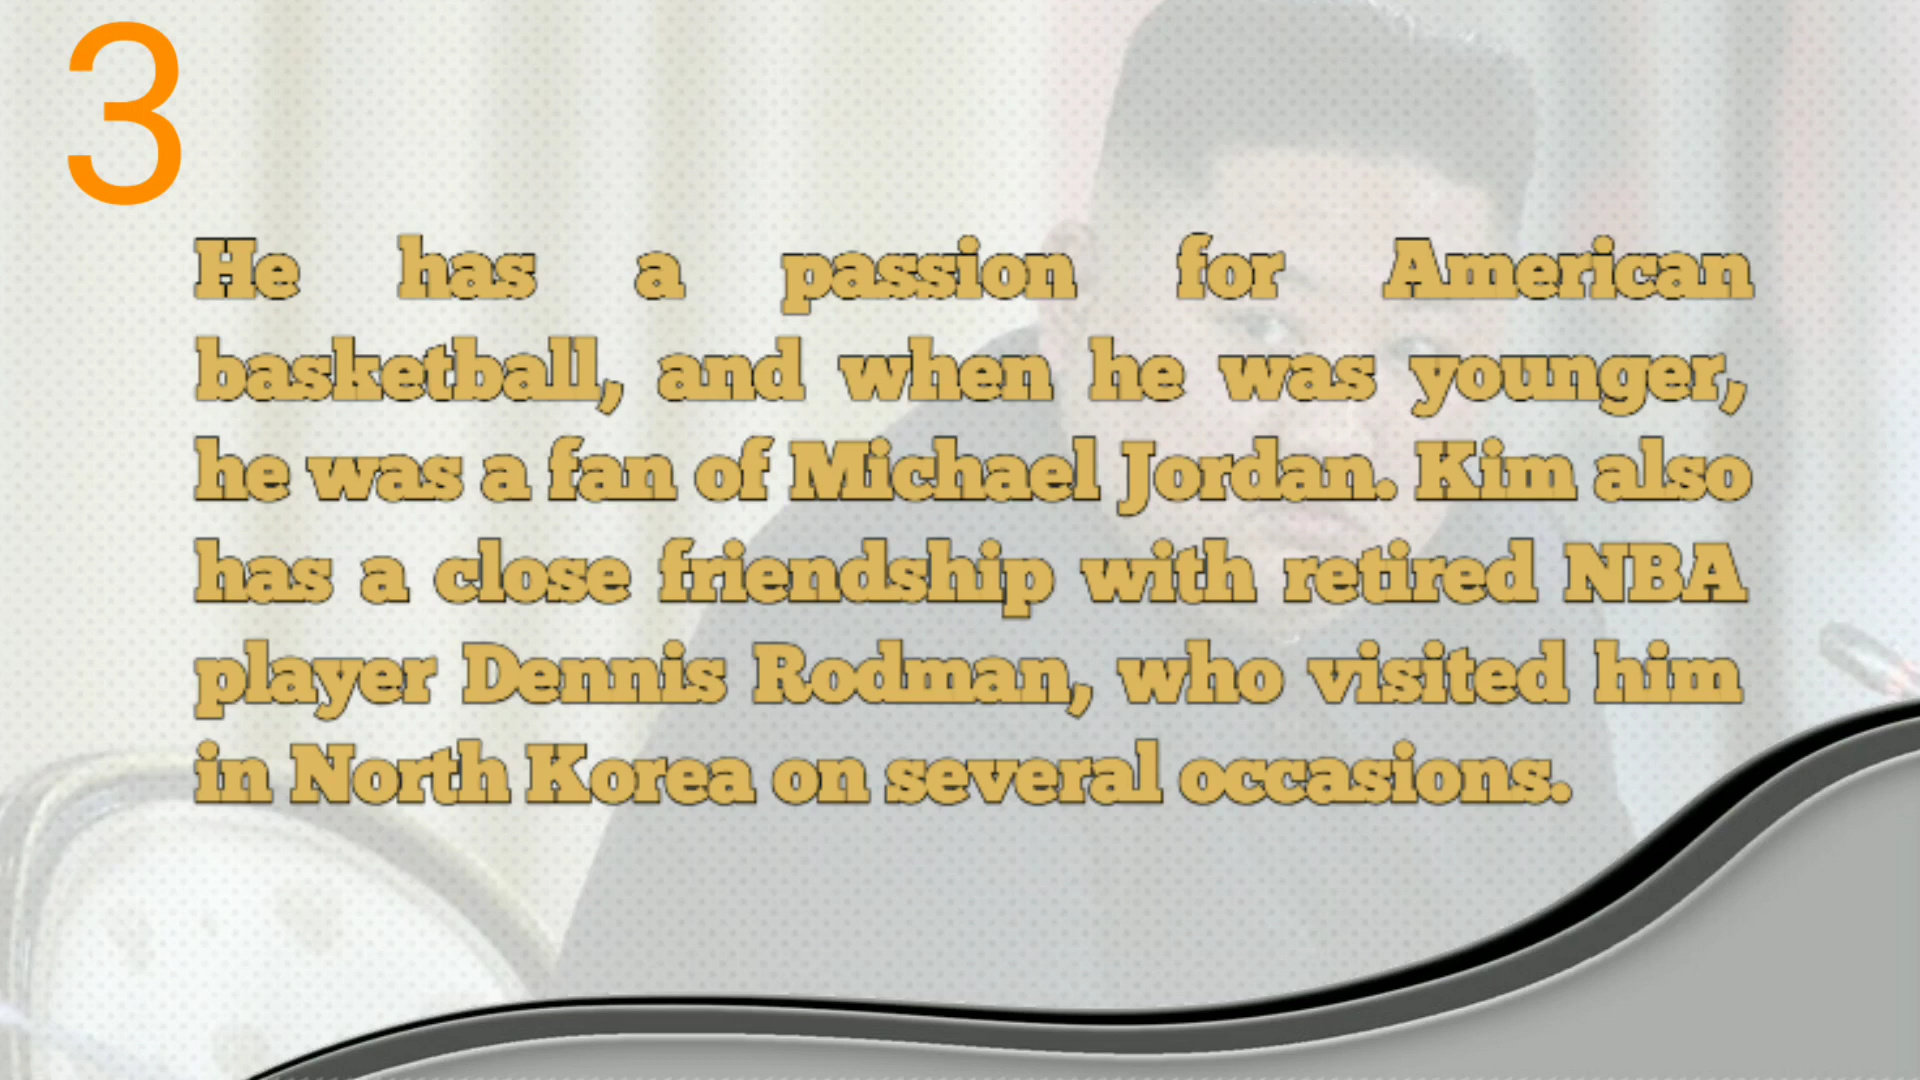 3
He has a passion for American
basketball, and when he was younger,
he was a fan of Michael Jordan. Kim also
has a close friendship with retired NBA
player Dennis Rodman, who visited him
in North Korea on several occasions.